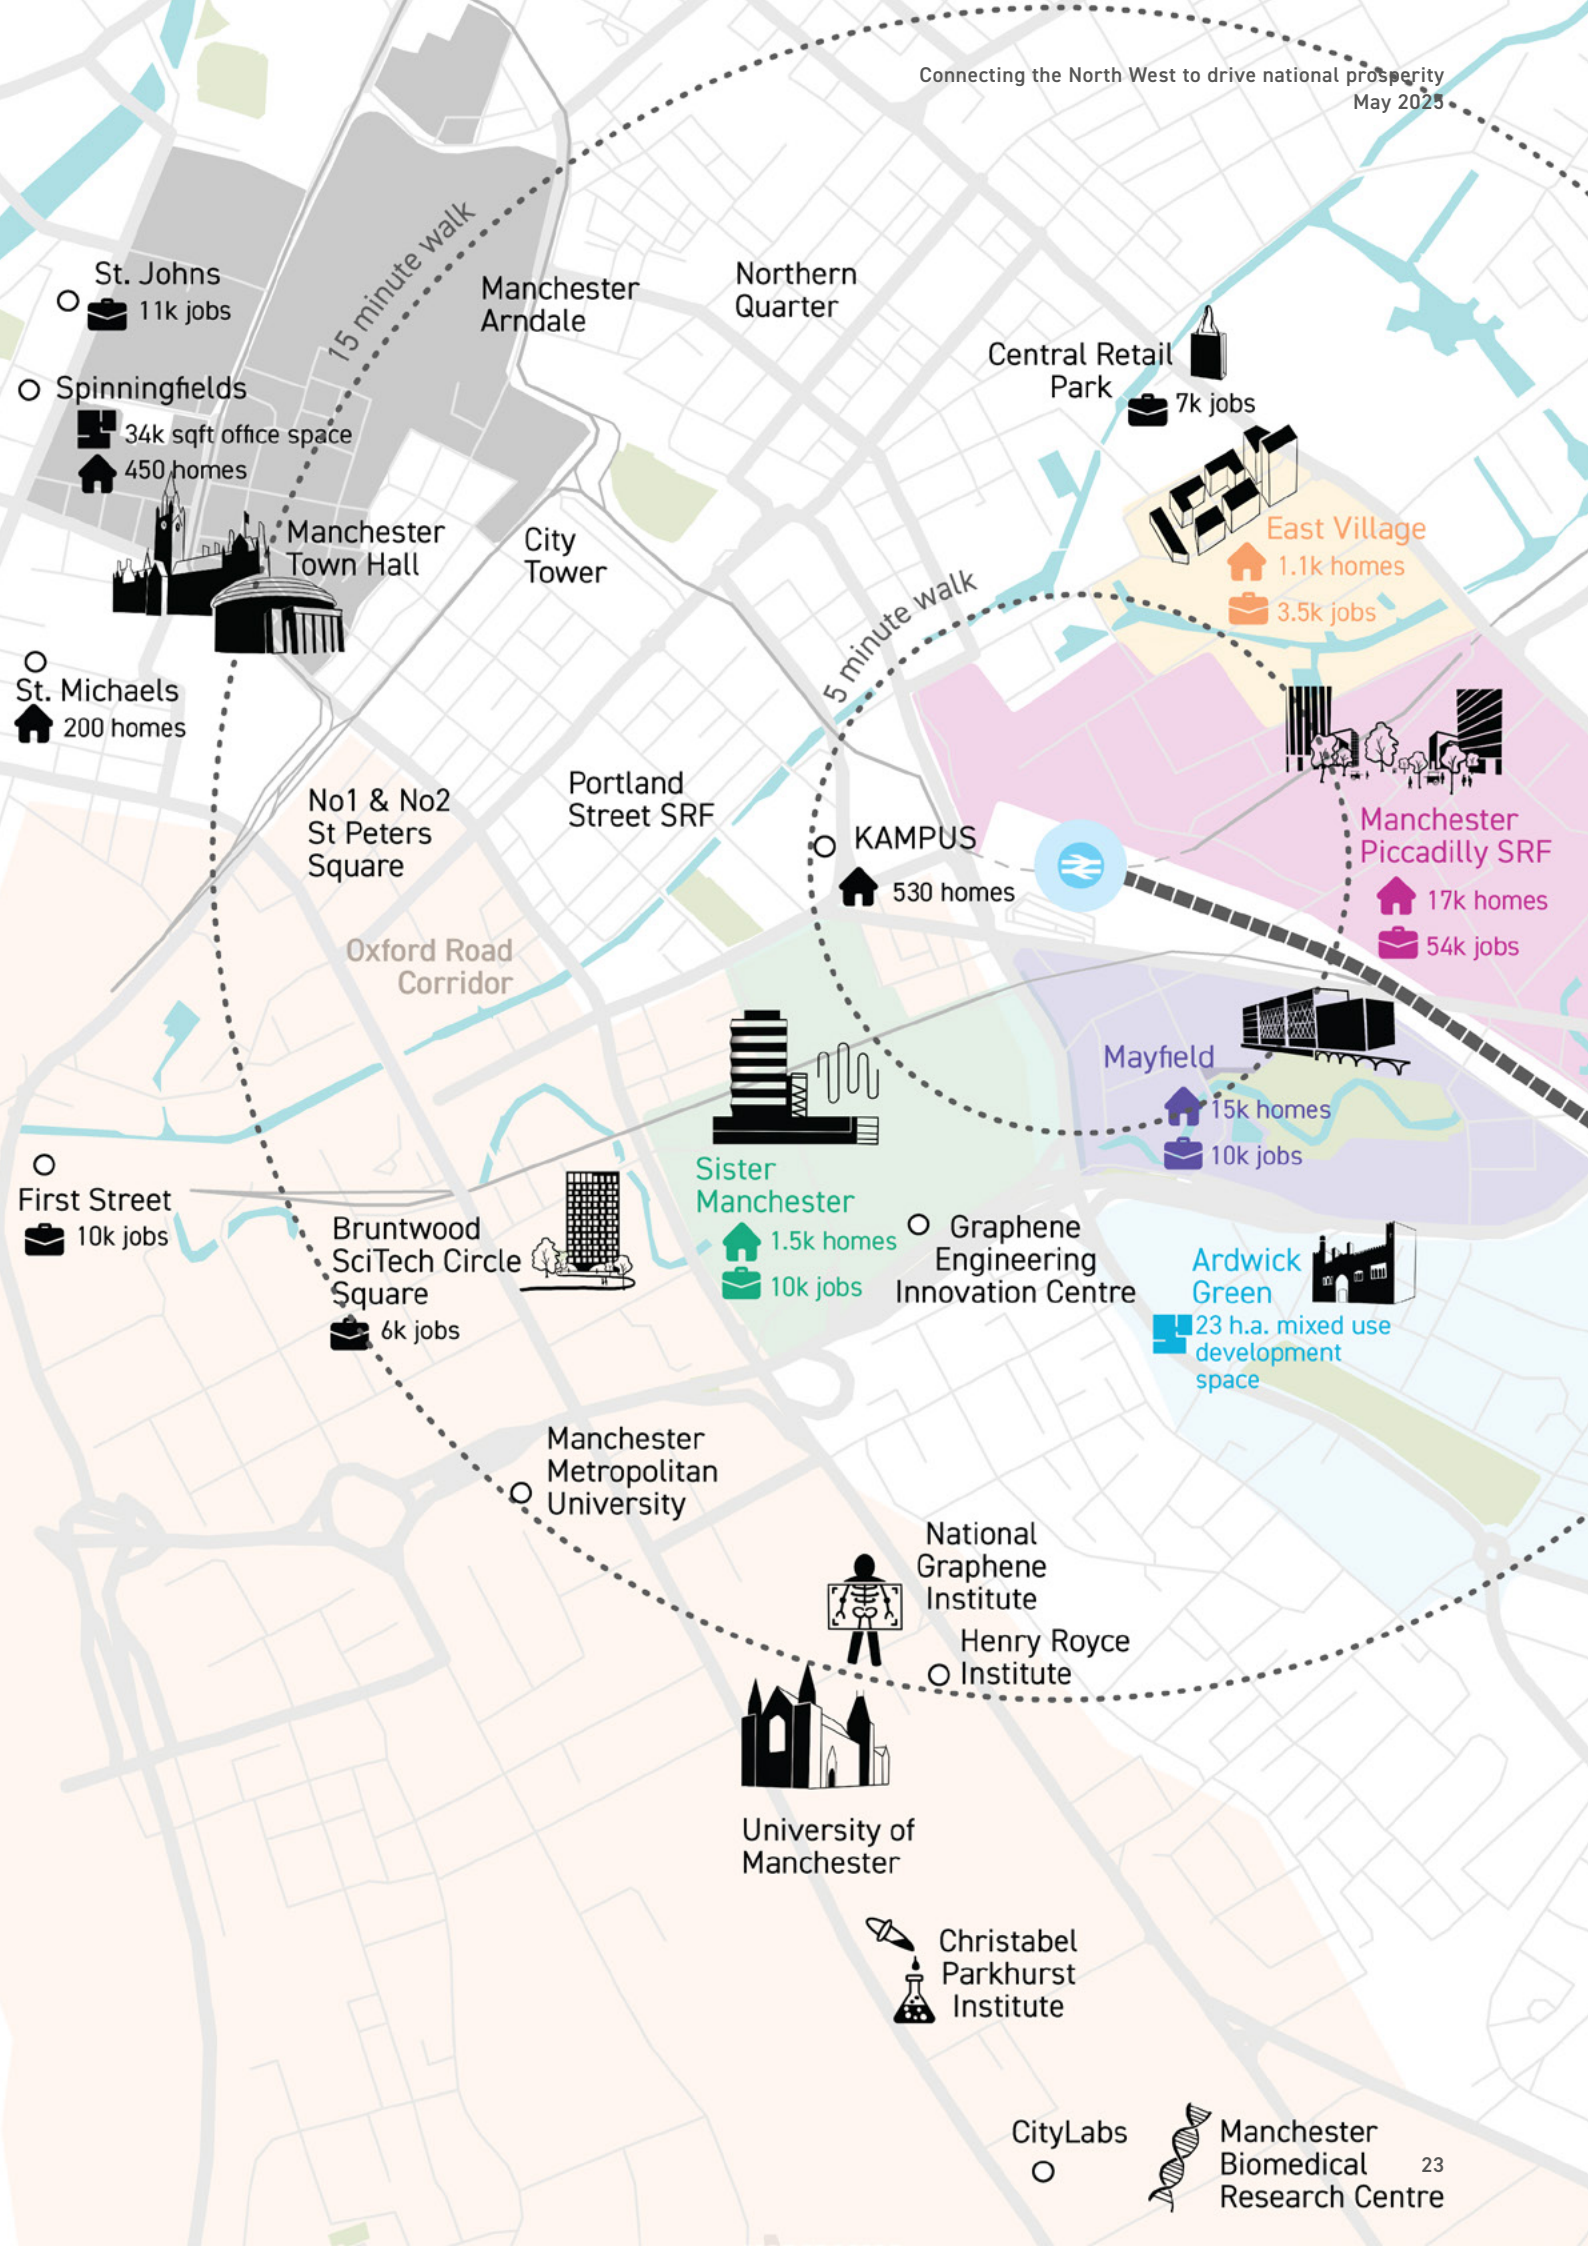 Connecting the North West to drive national prosperity
May 2025
15 minute walk
St. Johns
11k jobs
Manchester
Arndale
Northern
Quarter
Central Retail
Park
7k jobs
Spinningfields
34k sqft office space
450 homes
Manchester
Town Hall
City
Tower
5 minute walk
East Village
1.1k homes
3.5k jobs
St. Michaels
200 homes
No1 & No2
St Peters
Square
Portland
Street SRF
KAMPUS
530 homes
Manchester
Piccadilly SRF
17k homes
54k jobs
Oxford Road
Corridor
Mayfield
15k homes
10k jobs
First Street
10k jobs
Sister
Manchester
1.5k homes
10k jobs
Bruntwood
SciTech Circle
Square
6k jobs
Graphene
Engineering
Innovation Centre
Ardwick
Green
23 h.a. mixed use
development
space
Manchester
Metropolitan
University
National
Graphene
Institute
Henry Royce
Institute
University of
Manchester
Christabel
Parkhurst
Institute
CityLabs
Manchester
Biomedical
Research Centre
23